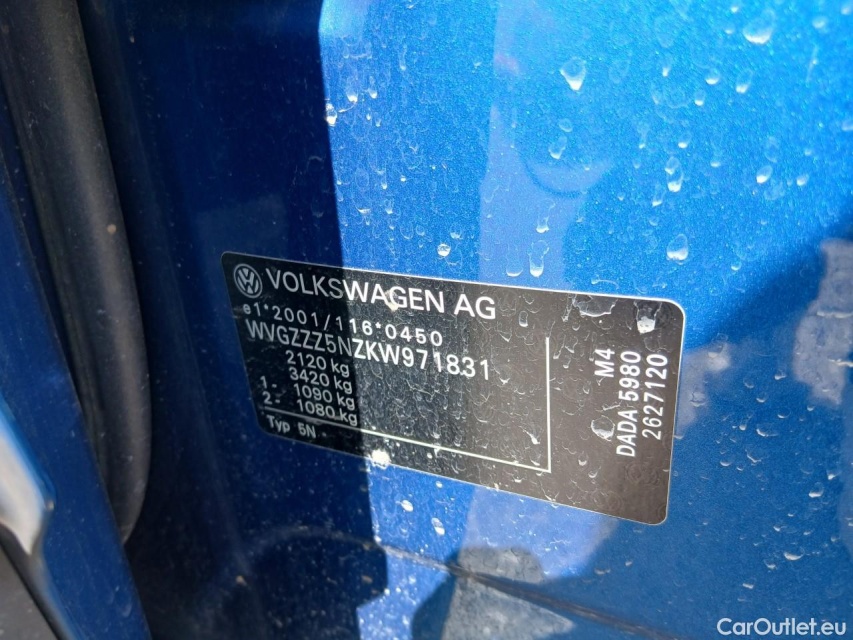 VOLKSWAGEN AG
e1*2001/116*0450
WVGZZZ5NZKW971831
2120 kg
3420 kg
1- 1090 kg
2- 1080 kg
Typ 5N
M4
DADA 5980
2627120
CarOutlet.eu